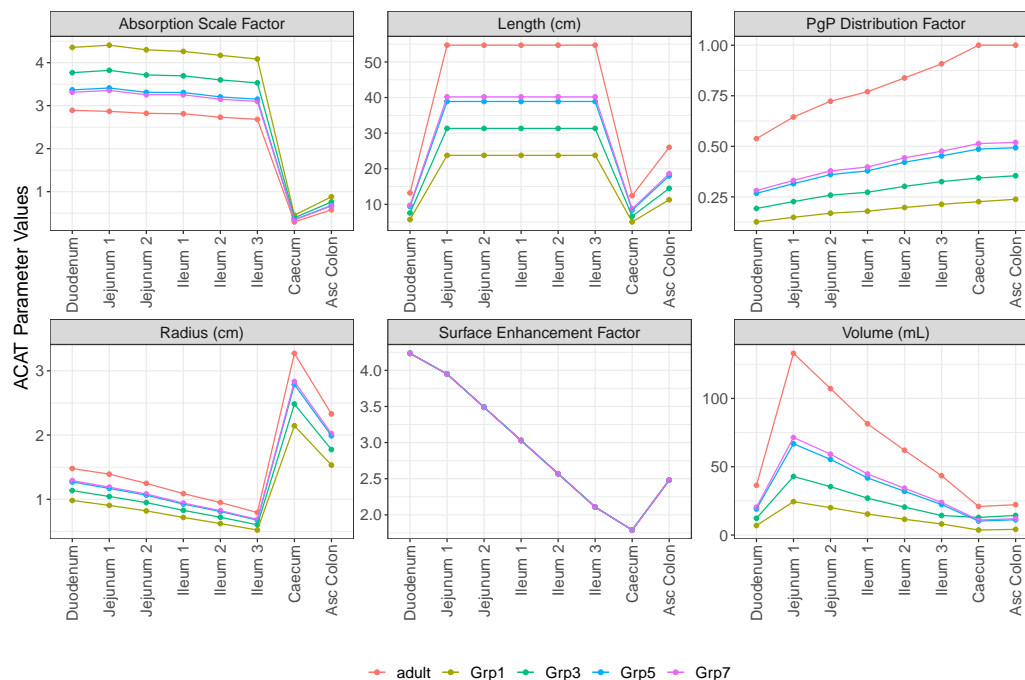 Absorption Scale Factor
Length (cm)
PgP Distribution Factor
4
3
2
1
50
40
30
20
10
1.00
0.75
0.50
0.25
Duodenum
Jejunum 1
Jejunum 2
Ileum 1
Ileum 2
Ileum 3
Caecum
Asc Colon
Duodenum
Jejunum 1
Jejunum 2
Ileum 1
Ileum 2
Ileum 3
Caecum
Asc Colon
Duodenum
Jejunum 1
Jejunum 2
Ileum 1
Ileum 2
Ileum 3
Caecum
Asc Colon
ACAT Parameter Values
Radius (cm)
Surface Enhancement Factor
Volume (mL)
3
2
1
4.0
3.5
3.0
2.5
2.0
100
50
0
Duodenum
Jejunum 1
Jejunum 2
Ileum 1
Ileum 2
Ileum 3
Caecum
Asc Colon
Duodenum
Jejunum 1
Jejunum 2
Ileum 1
Ileum 2
Ileum 3
Caecum
Asc Colon
Duodenum
Jejunum 1
Jejunum 2
Ileum 1
Ileum 2
Ileum 3
Caecum
Asc Colon
adult Grp1 Grp3 Grp5 Grp7